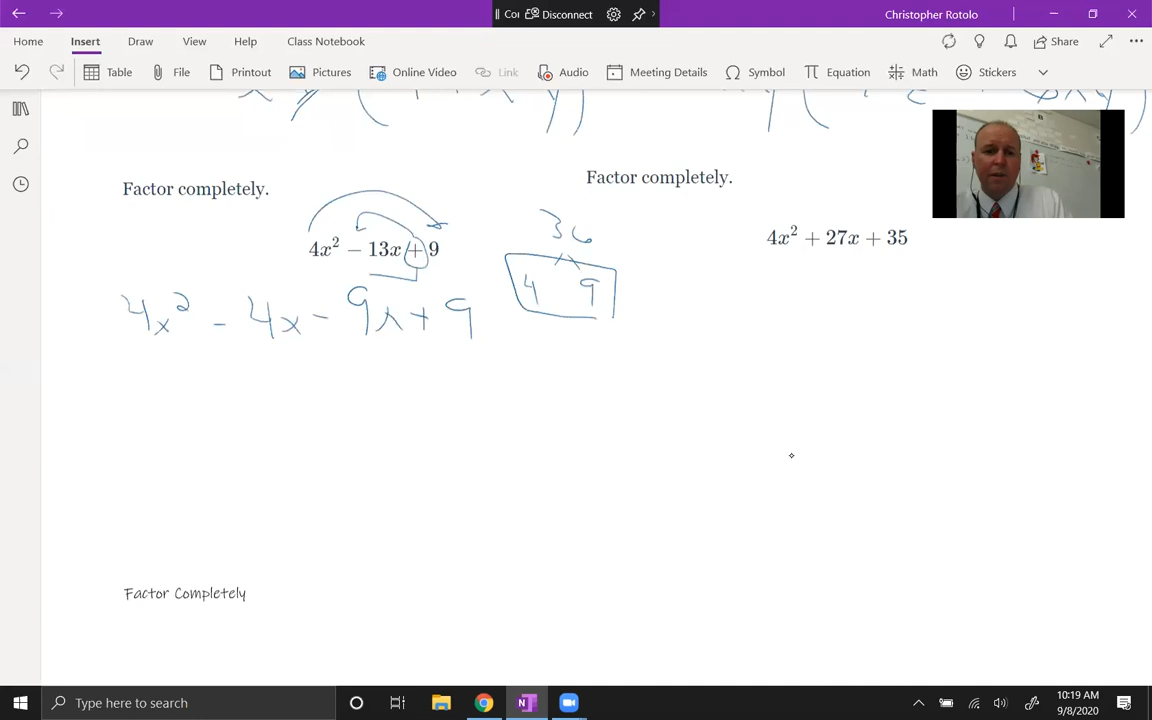 Cor Disconnect Christopher Rotolo
Home Insert Draw View Help Class Notebook Share
Table File Printout Pictures Online Video Link Audio Meeting Details Symbol Equation Math Stickers
Factor completely.
Factor completely.
4x² − 13x + 9
4x² + 27x + 35
36
4 9
4x² - 4x - 9x + 9
Factor Completely
Type here to search
N
10:19 AM
9/8/2020